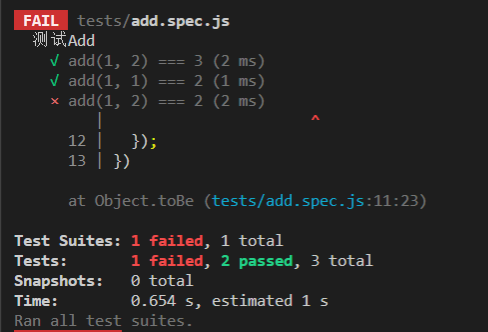 FAIL tests/add.spec.js
测试Add
√ add(1, 2) === 3 (2 ms)
√ add(1, 1) === 2 (1 ms)
× add(1, 2) === 2 (2 ms)
| ^
12 | });
13 | })
at Object.toBe (tests/add.spec.js:11:23)
Test Suites: 1 failed, 1 total
Tests: 1 failed, 2 passed, 3 total
Snapshots: 0 total
Time: 0.654 s, estimated 1 s
Ran all test suites.